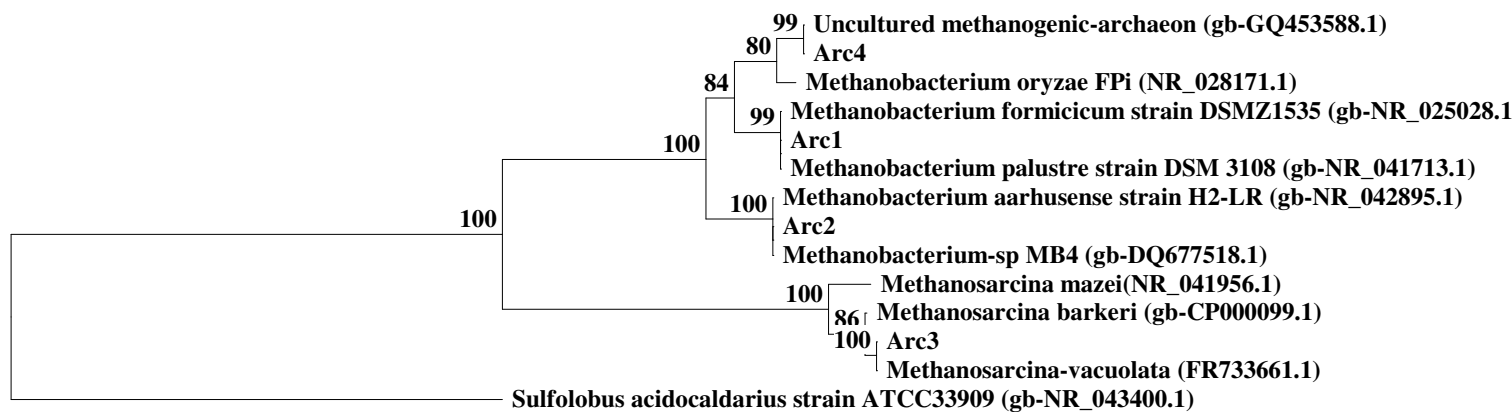 99 Uncultured methanogenic-archaeon (gb-GQ453588.1)
80
Arc4
Methanobacterium oryzae FPi (NR_028171.1)
84
Methanobacterium formicicum strain DSMZ1535 (gb-NR_025028.1
99
Arc1
100
Methanobacterium palustre strain DSM 3108 (gb-NR_041713.1)
Methanobacterium aarhusense strain H2-LR (gb-NR_042895.1)
100
100
Arc2
Methanobacterium-sp MB4 (gb-DQ677518.1)
Methanosarcina mazei(NR_041956.1)
100
Methanosarcina barkeri (gb-CP000099.1)
86
100 Arc3
Methanosarcina-vacuolata (FR733661.1)
Sulfolobus acidocaldarius strain ATCC33909 (gb-NR_043400.1)